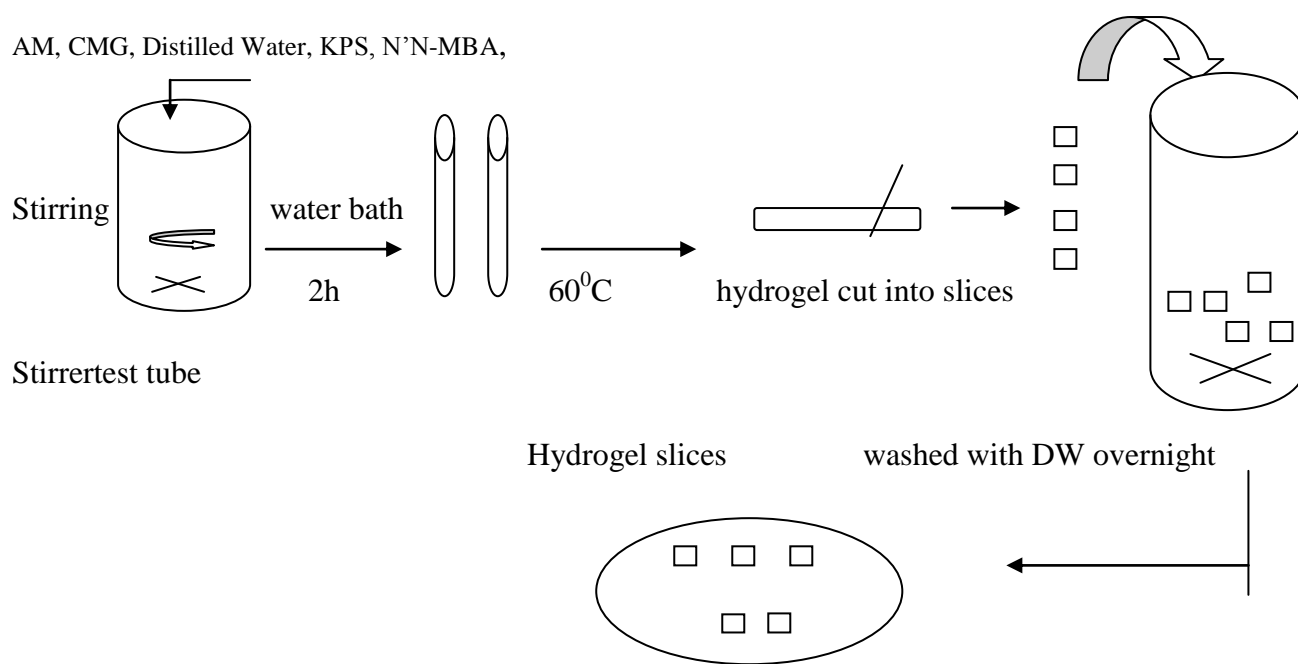 AM, CMG, Distilled Water, KPS, N’N-MBA,
Stirring
water bath
2h
60⁰C
hydrogel cut into slices
Stirrertest tube
Hydrogel slices
washed with DW overnight